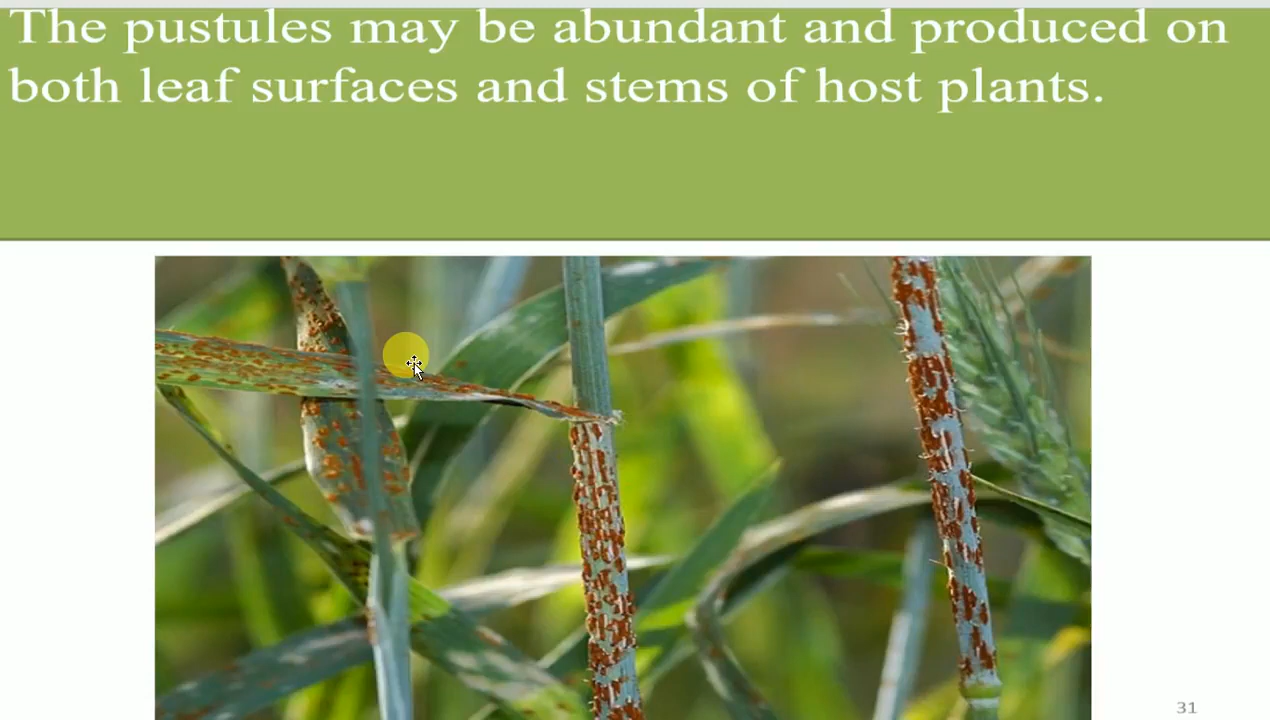 The pustules may be abundant and produced on
both leaf surfaces and stems of host plants.
31